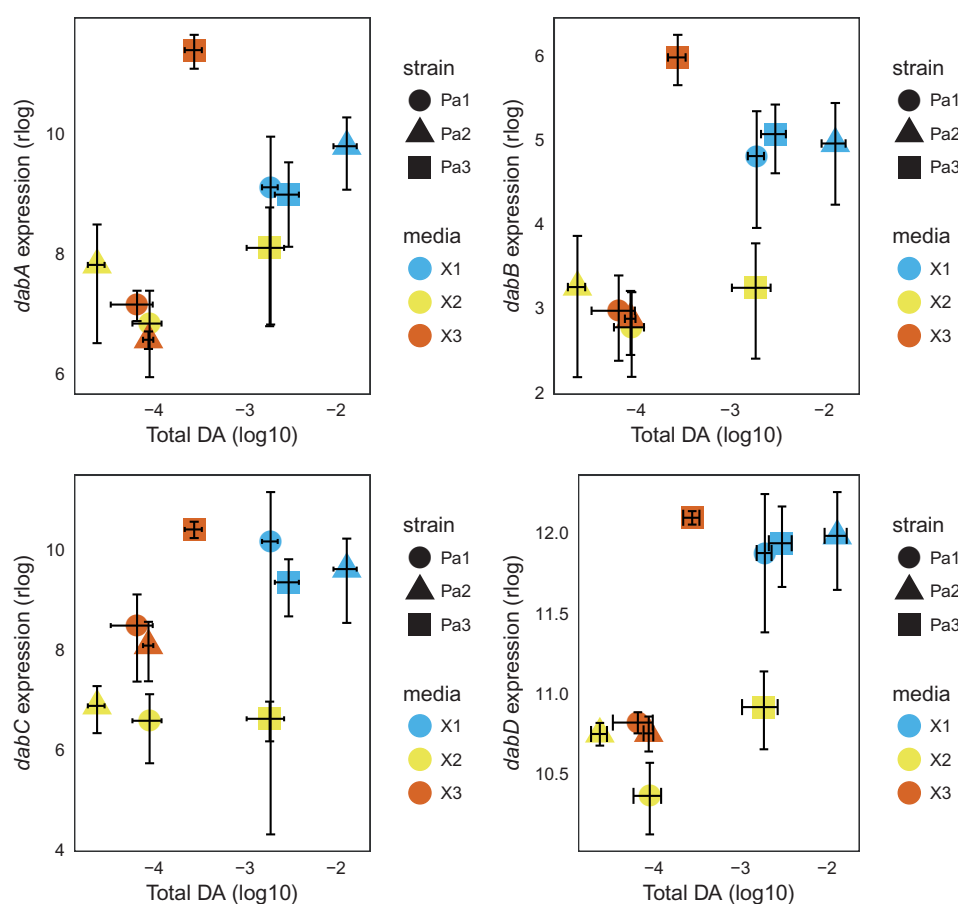 dabA expression (rlog)
10
8
6
−4 −3 −2
Total DA (log10)
strain
Pa1
Pa2
Pa3
media
X1
X2
X3
dabB expression (rlog)
6
5
4
3
2
−4 −3 −2
Total DA (log10)
strain
Pa1
Pa2
Pa3
media
X1
X2
X3
dabC expression (rlog)
10
8
6
4
−4 −3 −2
Total DA (log10)
strain
Pa1
Pa2
Pa3
media
X1
X2
X3
dabD expression (rlog)
12.0
11.5
11.0
10.5
−4 −3 −2
Total DA (log10)
strain
Pa1
Pa2
Pa3
media
X1
X2
X3